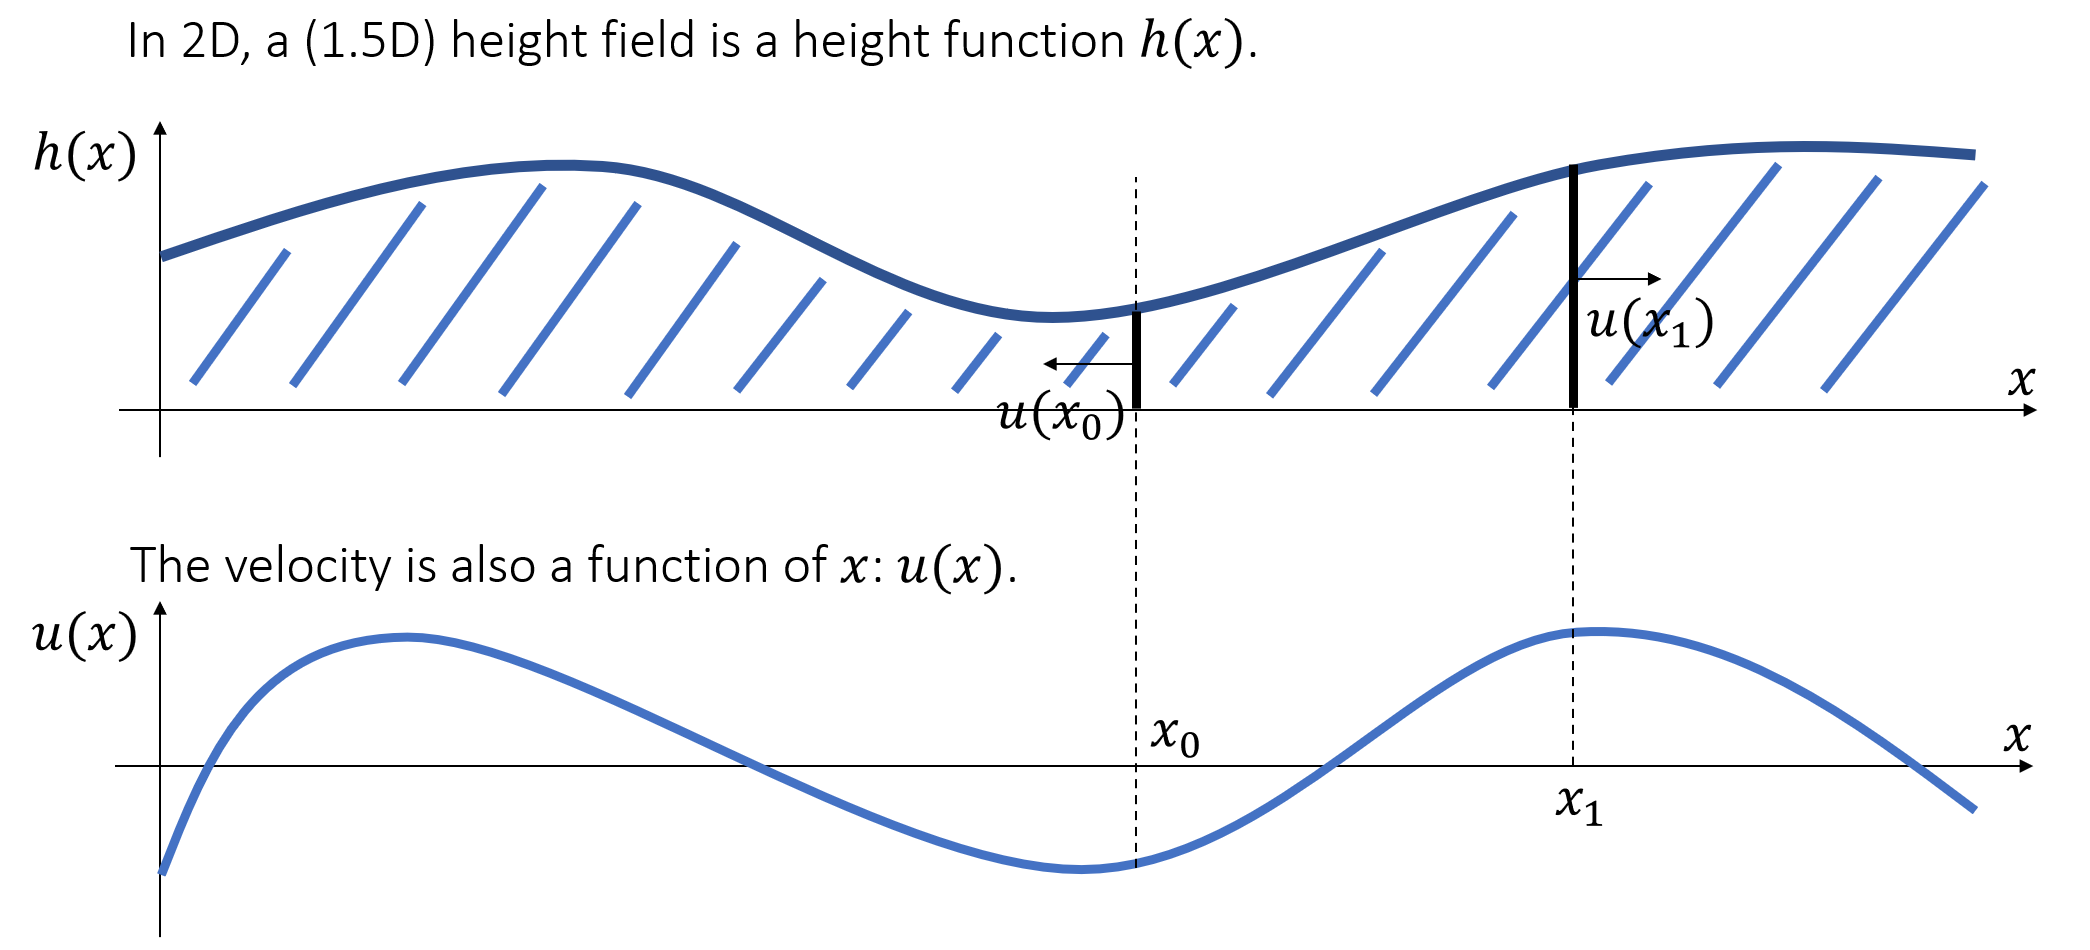 In 2D, a (1.5D) height field is a height function h(x).
h(x)
u(x₁)
x
u(x₀)
The velocity is also a function of x: u(x).
u(x)
x₀
x
x₁